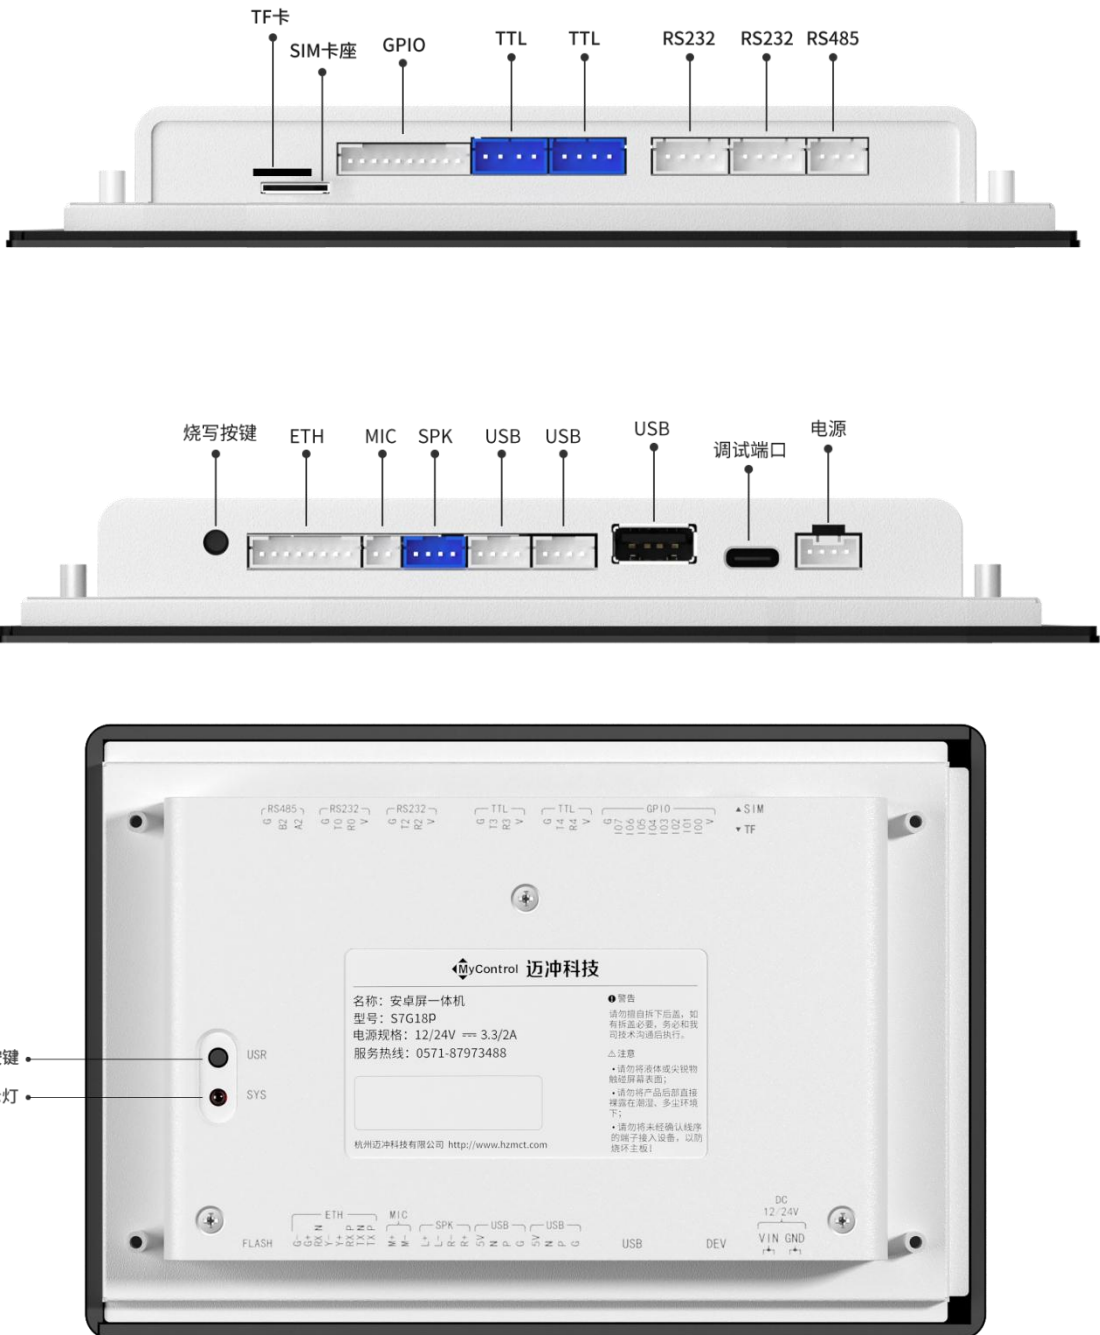 TF卡
SIM卡座
GPIO
TTL
TTL
RS232
RS232
RS485
烧写按键
ETH
MIC
SPK
USB
USB
USB
调试端口
电源
RS485
G B2 A2
RS232
G T0 R0 V
RS232
G T2 R2 V
TTL
G T3 R3 V
TTL
G T4 R4 V
GPIO
G IO7 IO6 IO5 IO4 IO3 IO2 IO1 IO0 V
▲SIM
▼TF
MyControl 迈冲科技
名称：安卓屏一体机
型号：S7G18P
电源规格：12/24V ⎓ 3.3/2A
服务热线：0571-87973488
杭州迈冲科技有限公司 http://www.hzmct.com
警告
请勿擅自拆下后盖，如
有拆盖必要，务必和我
司技术沟通后执行。
⚠注意
•请勿将液体或尖锐物
触碰屏幕表面；
•请勿将产品后部直接
裸露在潮湿、多尘环境
下；
•请勿将未经确认线序
的端子接入设备，以防
烧坏主板！
键
USR
灯
SYS
FLASH
ETH
G- G+ RX N Y- Y+ RX P TX N TX P
MIC
M+ M-
SPK
L+ L- R- R+
USB
5V N P G
USB
5V N P G
USB
DEV
DC
12/24V
VIN GND